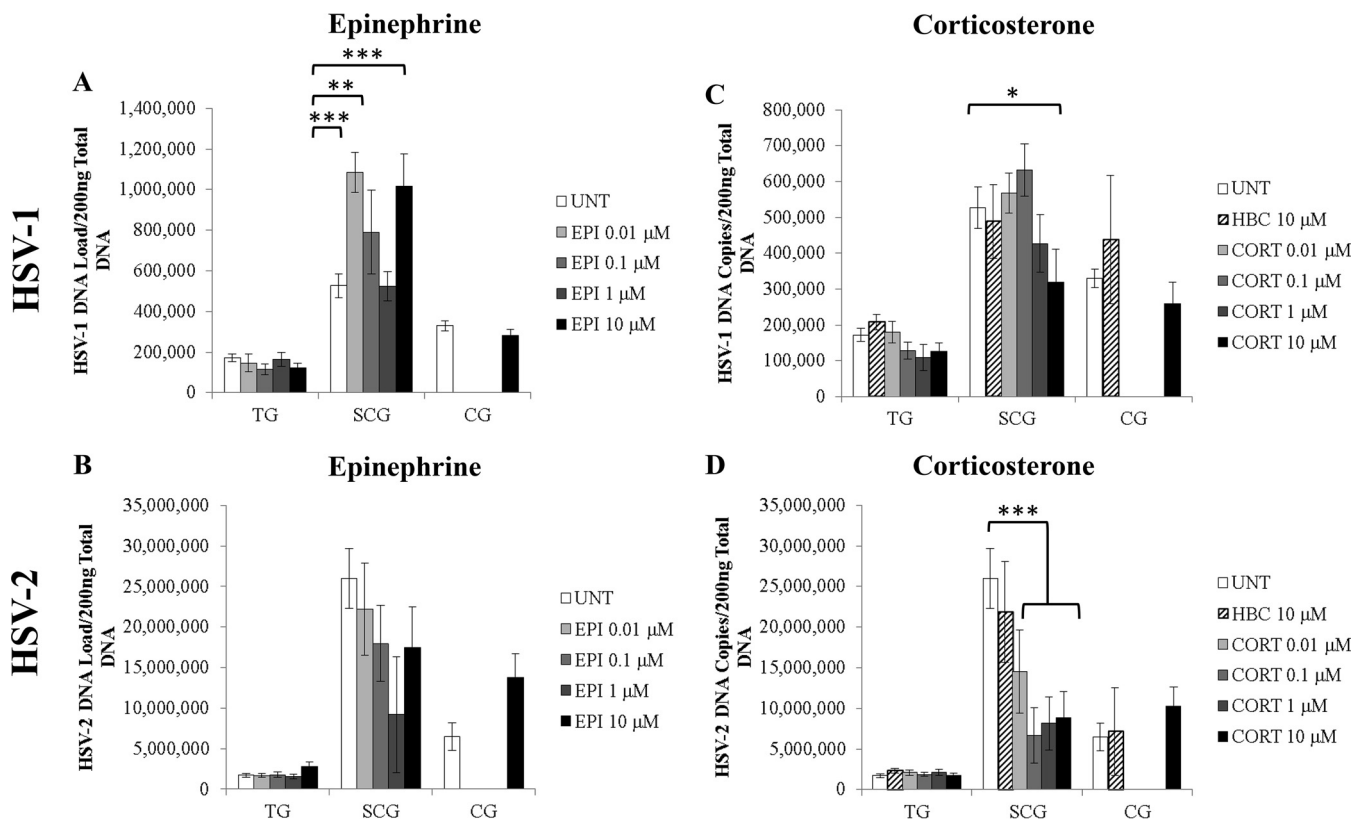 HSV-1
Epinephrine
A
***
**
***
1,400,000
1,200,000
1,000,000
800,000
600,000
400,000
200,000
0
HSV-1 DNA Load/200ng Total
DNA
TG SCG CG
UNT
EPI 0.01 μM
EPI 0.1 μM
EPI 1 μM
EPI 10 μM
Corticosterone
C
*
800,000
700,000
600,000
500,000
400,000
300,000
200,000
100,000
0
HSV-1 DNA Copies/200ng Total
DNA
TG SCG CG
UNT
HBC 10 μM
CORT 0.01 μM
CORT 0.1 μM
CORT 1 μM
CORT 10 μM
HSV-2
B
Epinephrine
35,000,000
30,000,000
25,000,000
20,000,000
15,000,000
10,000,000
5,000,000
0
HSV-2 DNA Load/200ng Total
DNA
TG SCG CG
UNT
EPI 0.01 μM
EPI 0.1 μM
EPI 1 μM
EPI 10 μM
D
Corticosterone
***
35,000,000
30,000,000
25,000,000
20,000,000
15,000,000
10,000,000
5,000,000
0
HSV-2 DNA Copies/200ng Total
DNA
TG SCG CG
UNT
HBC 10 μM
CORT 0.01 μM
CORT 0.1 μM
CORT 1 μM
CORT 10 μM